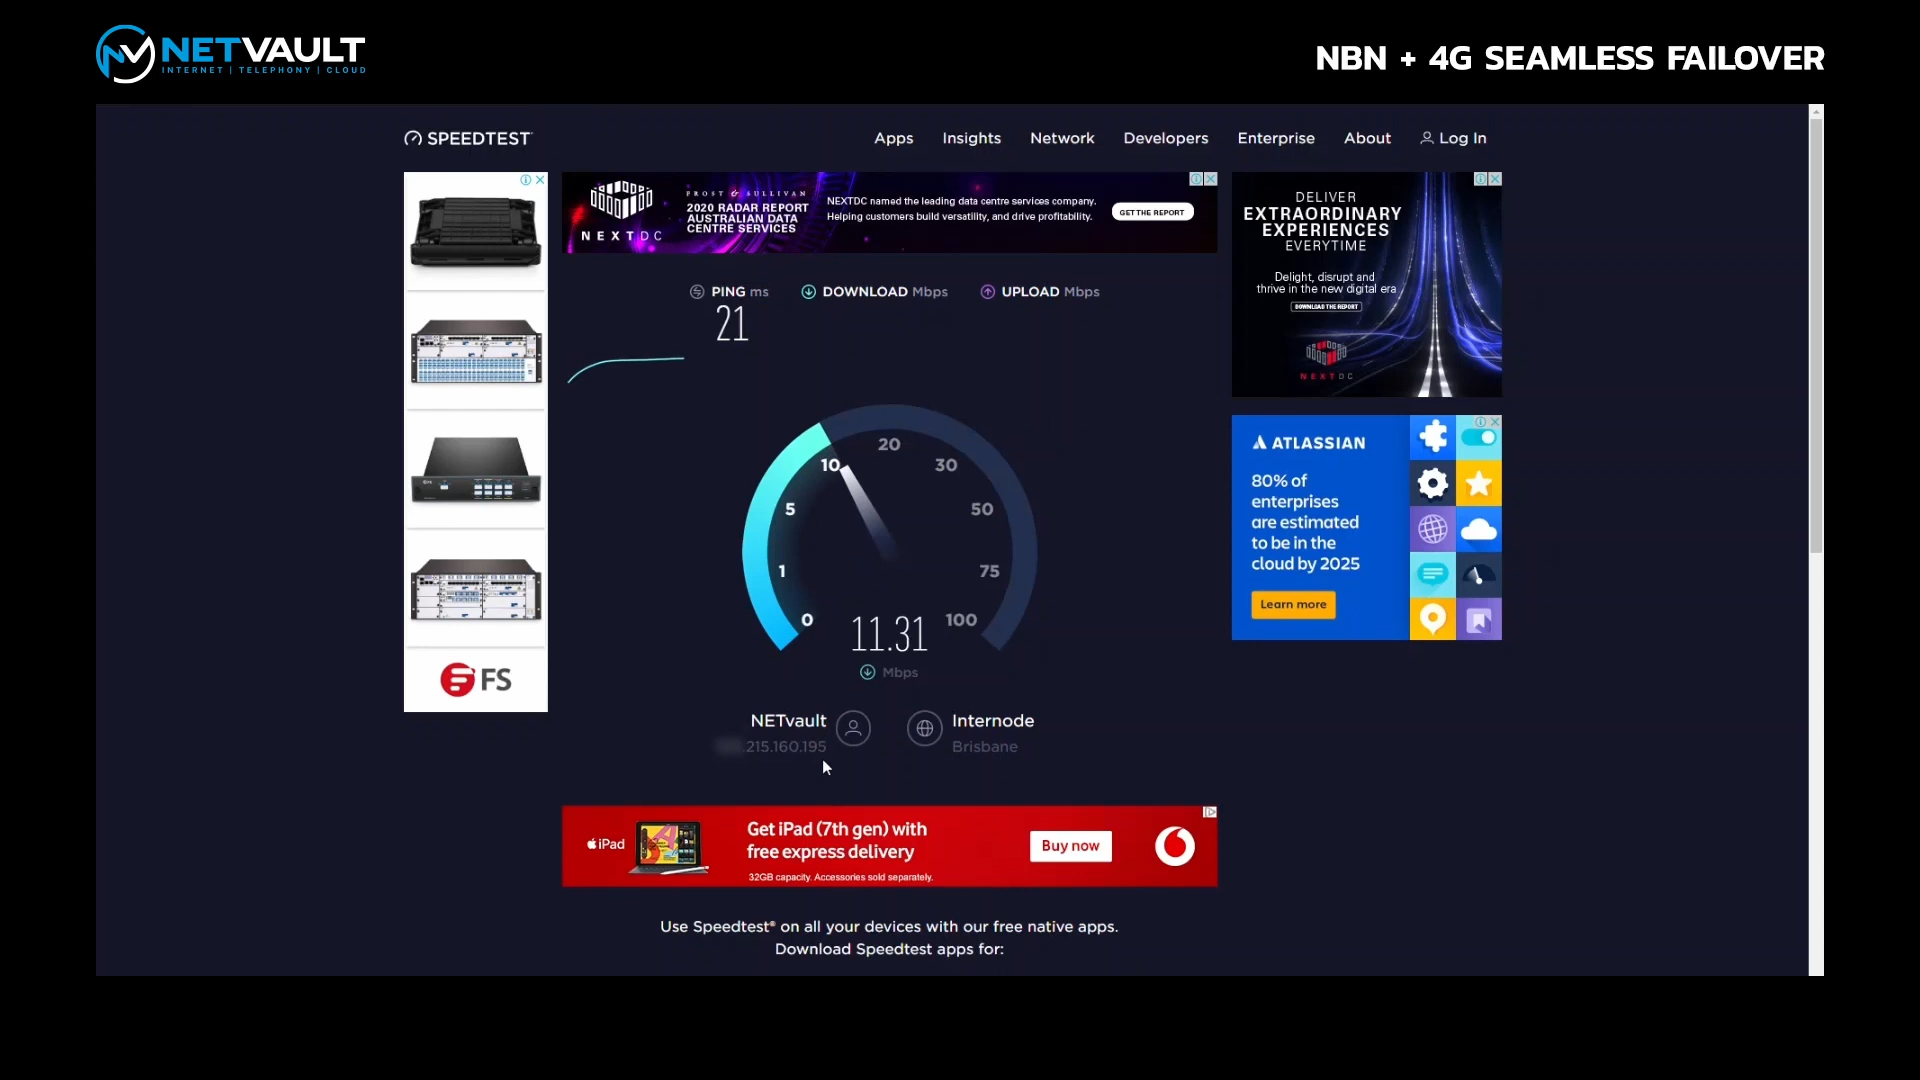 NETVAULT
INTERNET | TELEPHONY | CLOUD
NBN + 4G SEAMLESS FAILOVER
SPEEDTEST
Apps Insights Network Developers Enterprise About Log In
FROST & SULLIVAN
2020 RADAR REPORT
AUSTRALIAN DATA
CENTRE SERVICES
NEXTDC
NEXTDC named the leading data centre services company.
Helping customers build versatility, and drive profitability.
GET THE REPORT
DELIVER
EXTRAORDINARY
EXPERIENCES
EVERYTIME
Delight, disrupt and
thrive in the new digital era
DOWNLOAD THE REPORT
NEXTDC
PING ms DOWNLOAD Mbps UPLOAD Mbps
21
0
1
5
10
20
30
50
75
100
11.31
Mbps
FS
ATLASSIAN
80% of
enterprises
are estimated
to be in the
cloud by 2025
Learn more
NETvault
.215.160.195
Internode
Brisbane
iPad
Get iPad (7th gen) with
free express delivery
32GB capacity. Accessories sold separately.
Buy now
Use Speedtest® on all your devices with our free native apps.
Download Speedtest apps for: